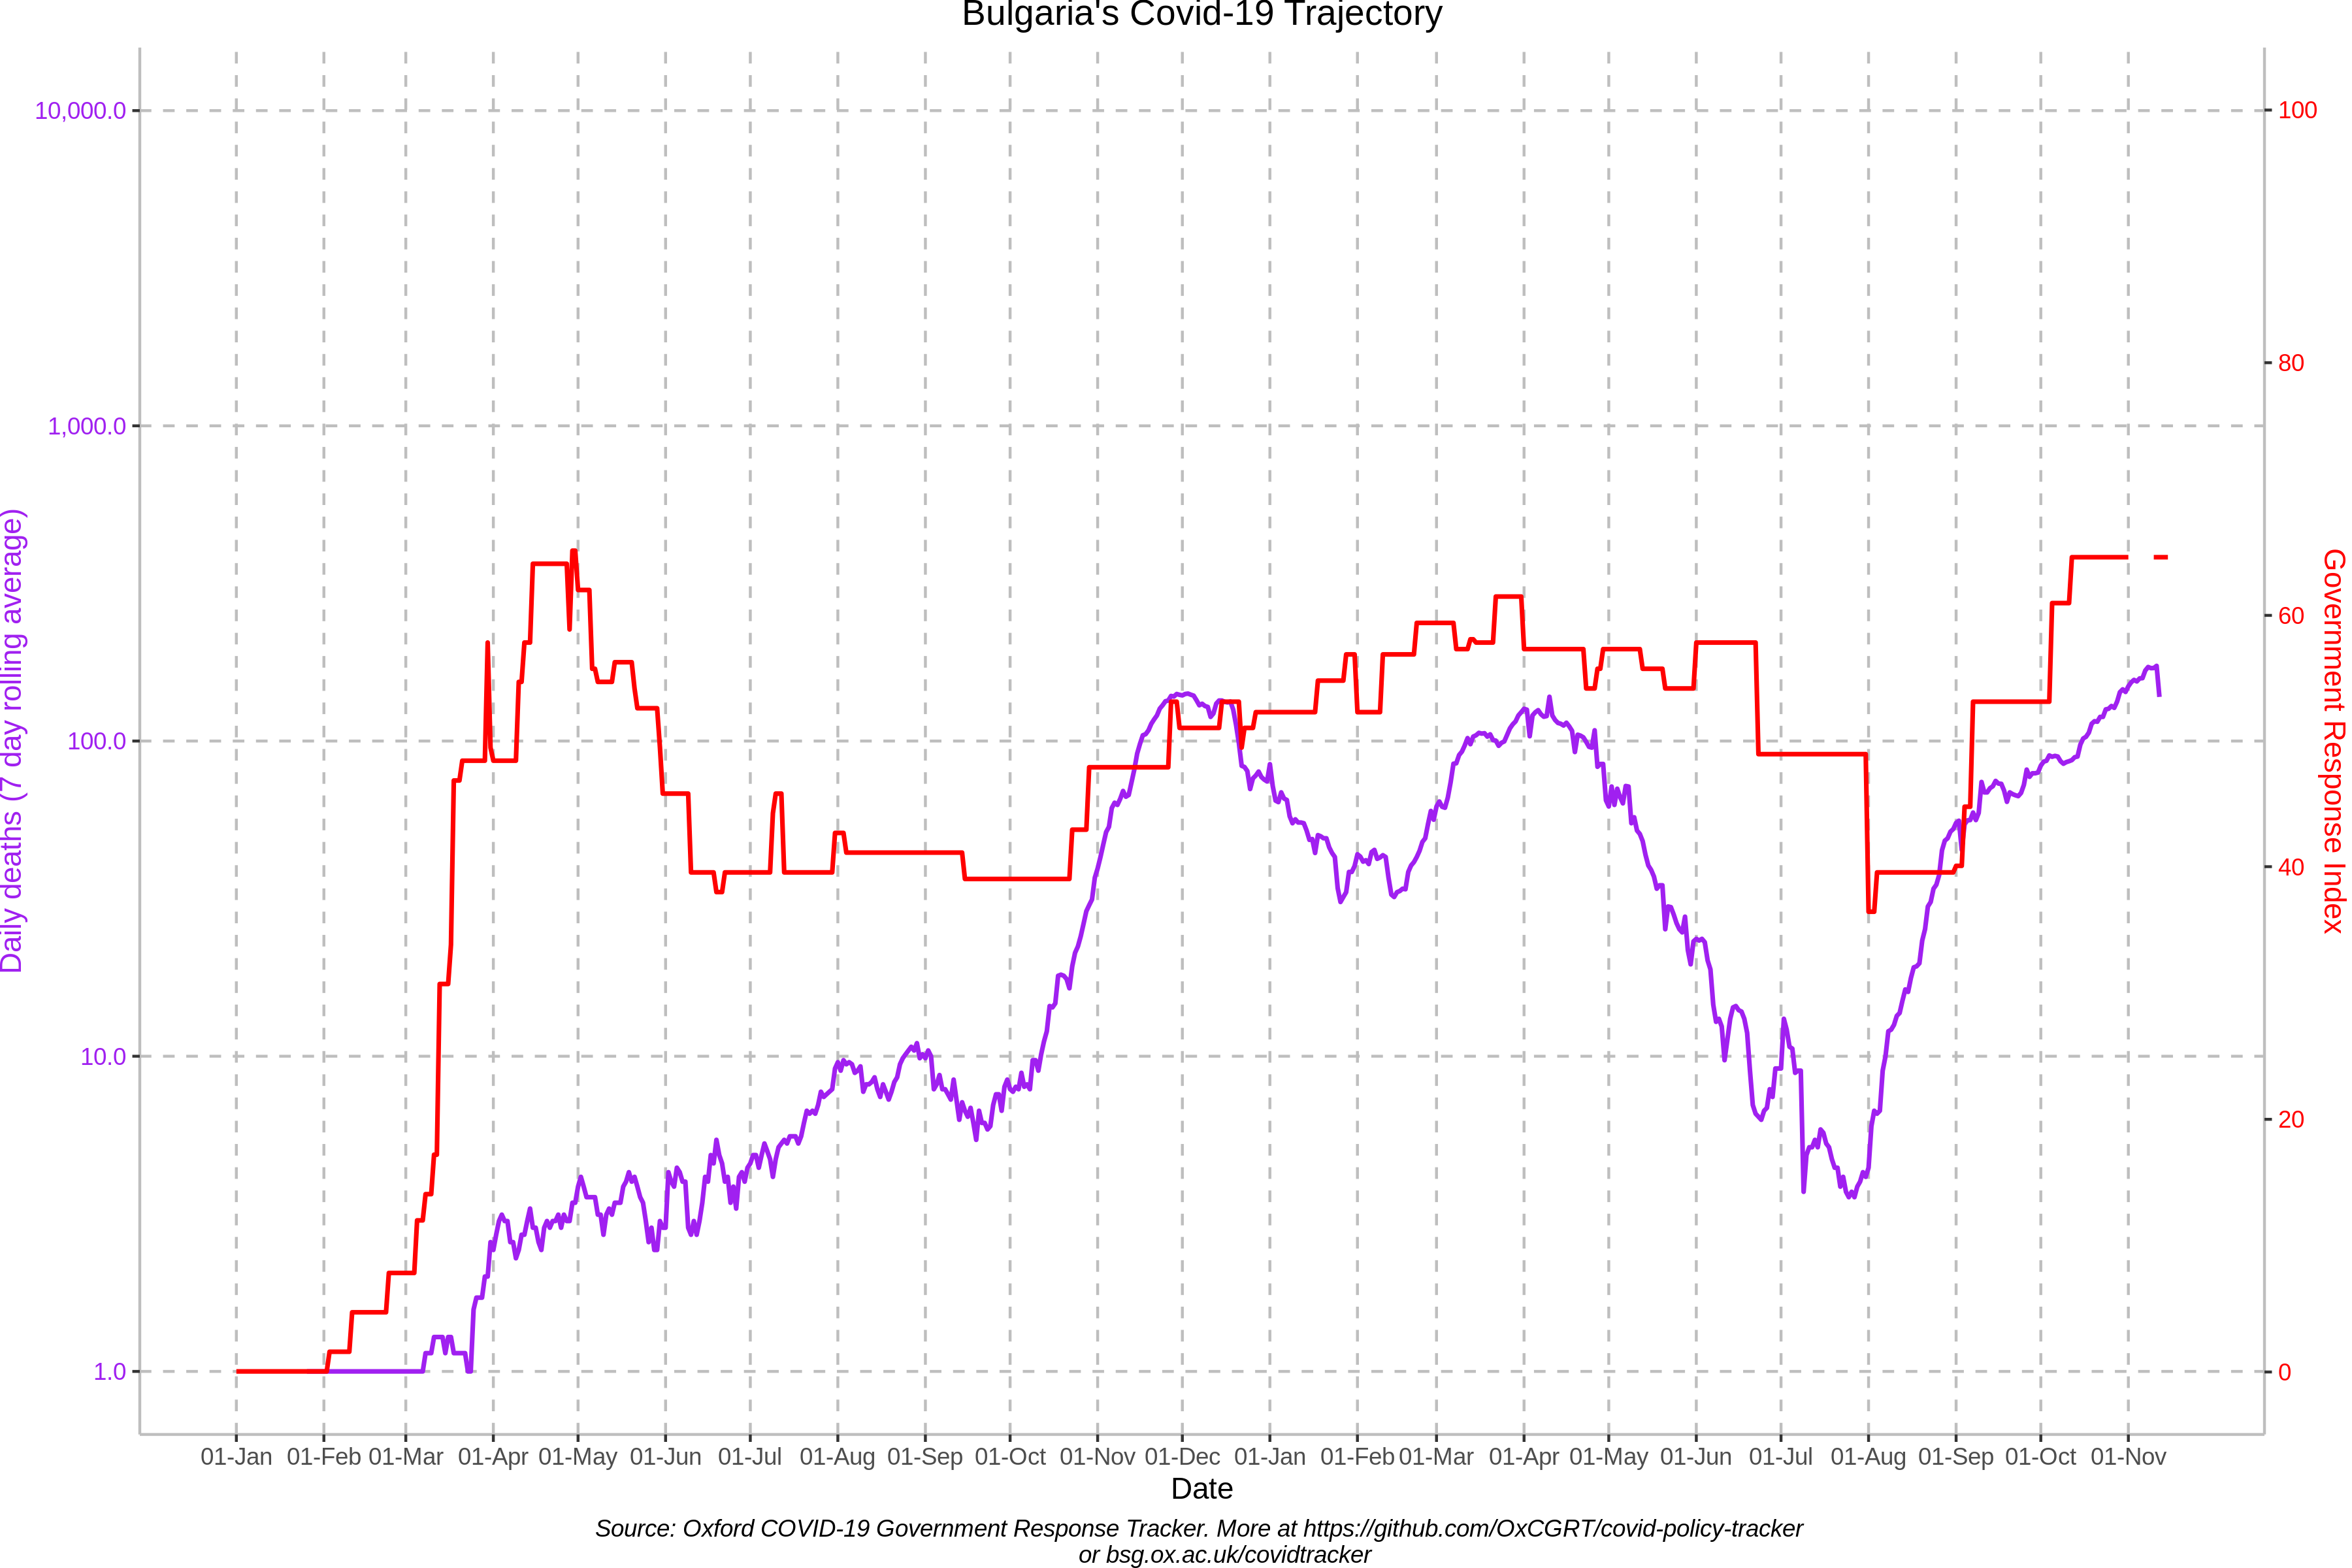 Bulgaria's Covid-19 Trajectory
10,000.0
1,000.0
100.0
10.0
1.0
Daily deaths (7 day rolling average)
100
80
60
40
20
0
Government Response Index
01-Jan 01-Feb 01-Mar 01-Apr 01-May 01-Jun 01-Jul 01-Aug 01-Sep 01-Oct 01-Nov 01-Dec 01-Jan 01-Feb 01-Mar 01-Apr 01-May 01-Jun 01-Jul 01-Aug 01-Sep 01-Oct 01-Nov
Date
Source: Oxford COVID-19 Government Response Tracker. More at https://github.com/OxCGRT/covid-policy-tracker
or bsg.ox.ac.uk/covidtracker